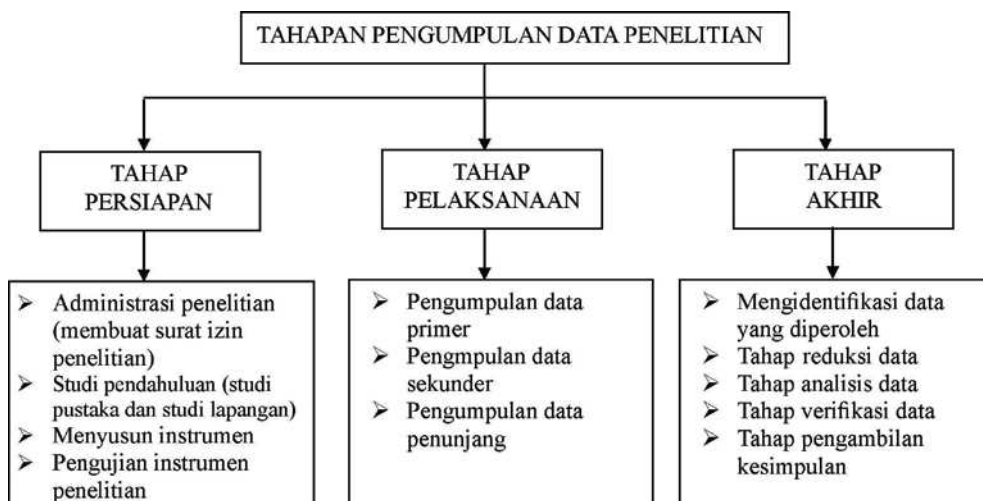 TAHAPAN PENGUMPULAN DATA PENELITIAN
TAHAP
PERSIAPAN
TAHAP
PELAKSANAAN
TAHAP
AKHIR
➢ Administrasi penelitian
(membuat surat izin
penelitian)
➢ Studi pendahuluan (studi
pustaka dan studi lapangan)
➢ Menyusun instrumen
➢ Pengujian instrumen
penelitian
➢ Pengumpulan data
primer
➢ Pengmpulan data
sekunder
➢ Pengumpulan data
penunjang
➢ Mengidentifikasi data
yang diperoleh
➢ Tahap reduksi data
➢ Tahap analisis data
➢ Tahap verifikasi data
➢ Tahap pengambilan
kesimpulan